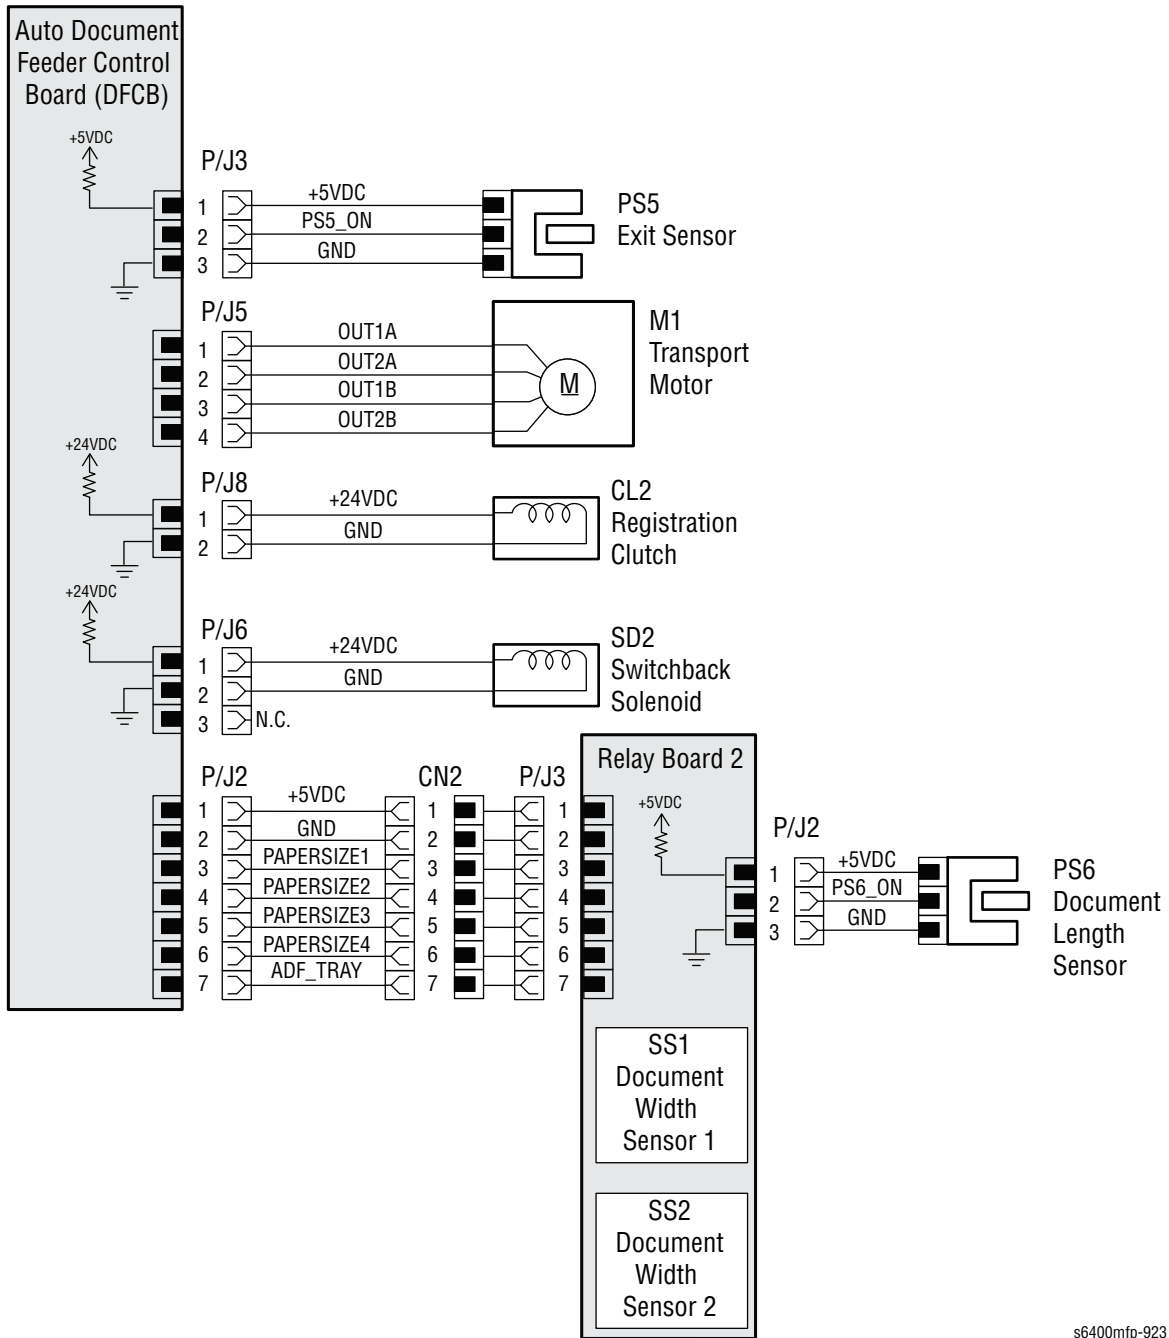 Auto Document
Feeder Control
Board (DFCB)
+5VDC
P/J3
1
+5VDC
2
PS5_ON
3
GND
PS5
Exit Sensor
P/J5
1
OUT1A
2
OUT2A
3
OUT1B
4
OUT2B
M
M1
Transport
Motor
+24VDC
P/J8
1
+24VDC
2
GND
CL2
Registration
Clutch
+24VDC
P/J6
1
+24VDC
2
GND
3
N.C.
SD2
Switchback
Solenoid
P/J2
CN2
P/J3
1 +5VDC 1 1
2 GND 2 2
3 PAPERSIZE1 3 3
4 PAPERSIZE2 4 4
5 PAPERSIZE3 5 5
6 PAPERSIZE4 6 6
7 ADF_TRAY 7 7
Relay Board 2
+5VDC
P/J2
1
+5VDC
2
PS6_ON
3
GND
PS6
Document
Length
Sensor
SS1
Document
Width
Sensor 1
SS2
Document
Width
Sensor 2
s6400mfp-923